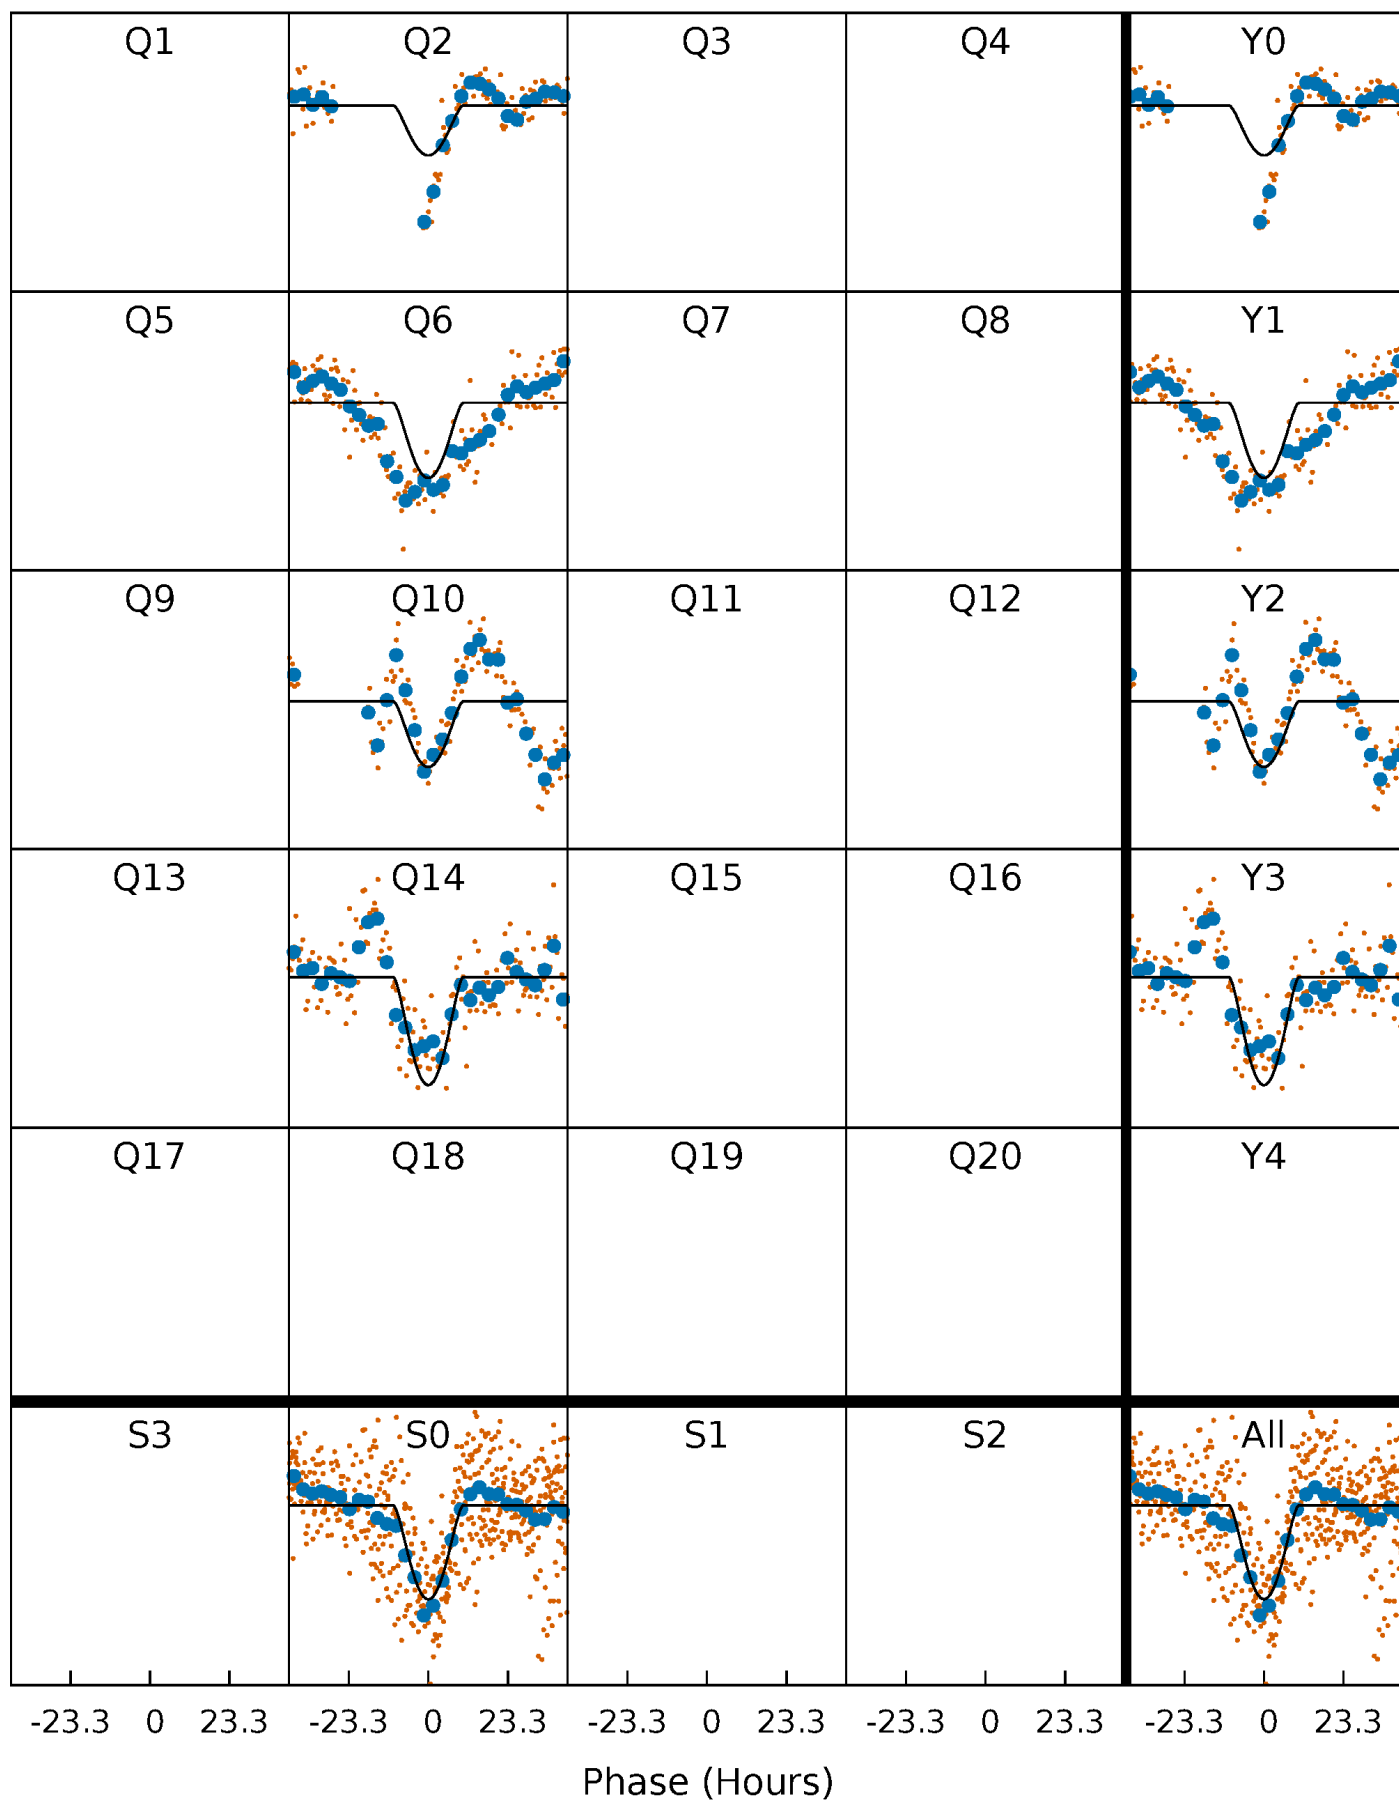 Q1 Q2 Q3 Q4 Y0
Q5 Q6 Q7 Q8 Y1
Q9 Q10 Q11 Q12 Y2
Q13 Q14 Q15 Q16 Y3
Q17 Q18 Q19 Q20 Y4
S3 S0 S1 S2 All
-23.3 0 23.3 -23.3 0 23.3 -23.3 0 23.3 -23.3 0 23.3 -23.3 0 23.3
Phase (Hours)